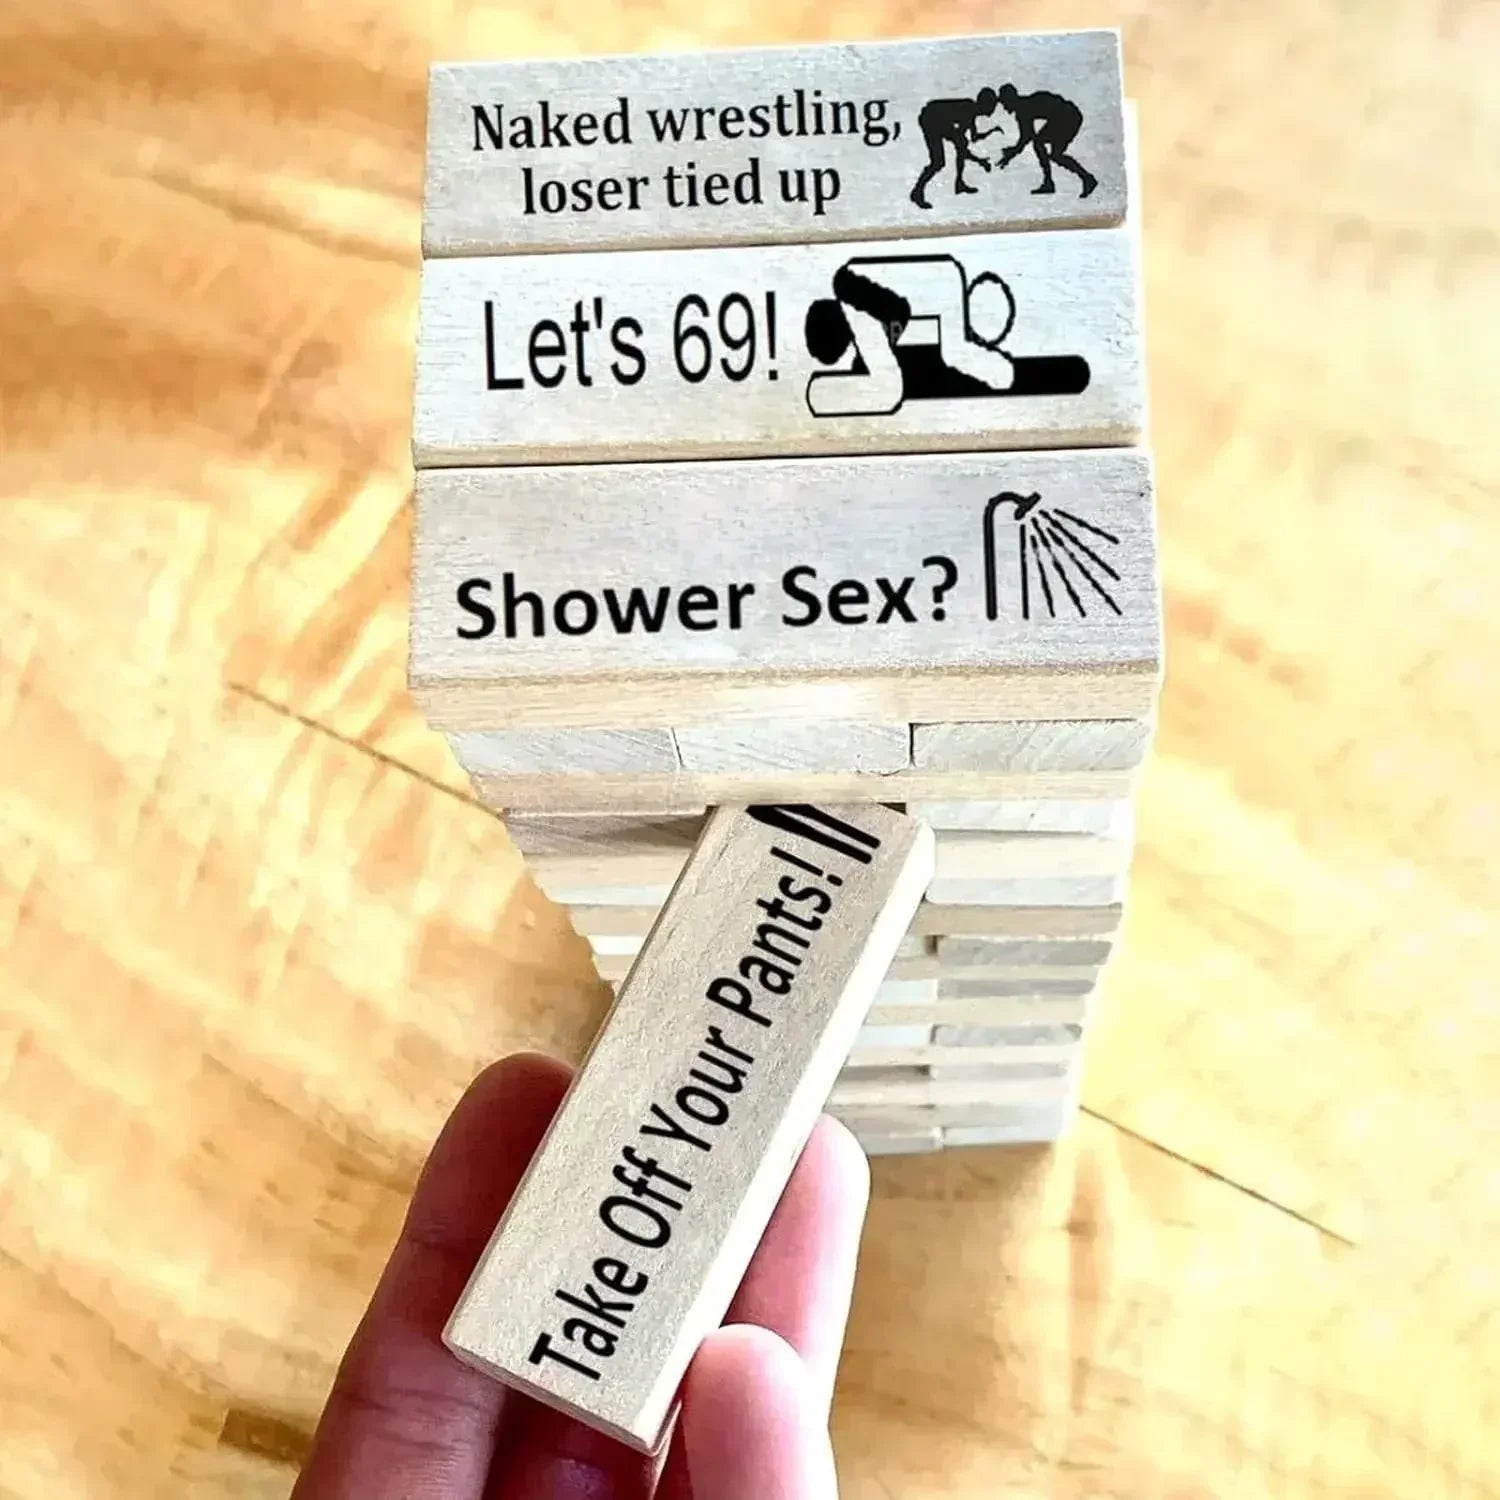 Naked wrestling,
loser tied up
Let's 69!
Shower Sex?
Take Off Your Pants!